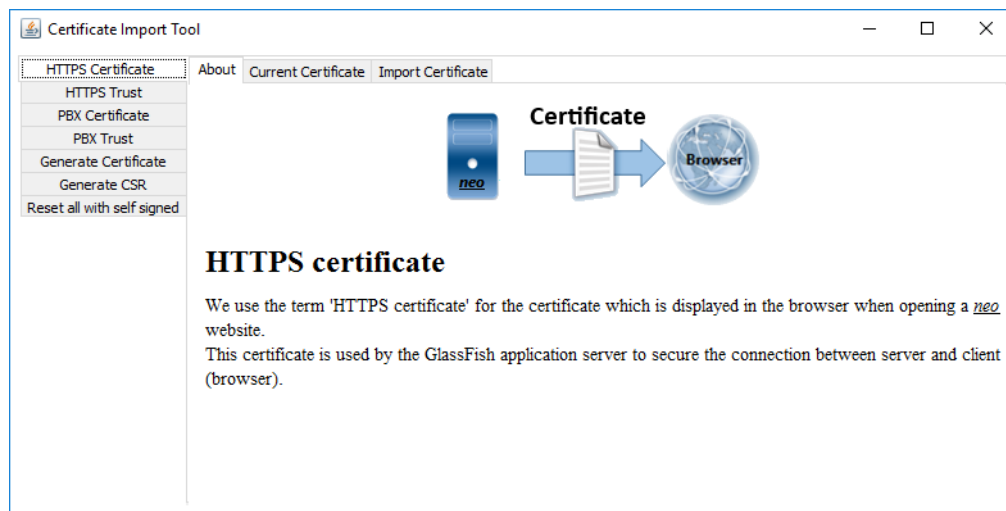 Certificate Import Tool
HTTPS Certificate
HTTPS Trust
PBX Certificate
PBX Trust
Generate Certificate
Generate CSR
Reset all with self signed
About Current Certificate Import Certificate
Certificate
neo
Browser
HTTPS certificate
We use the term 'HTTPS certificate' for the certificate which is displayed in the browser when opening a neo
website.
This certificate is used by the GlassFish application server to secure the connection between server and client
(browser).